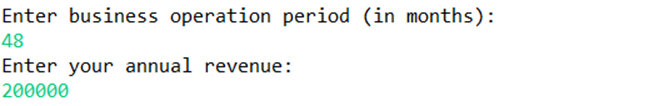 Enter business operation period (in months):
48
Enter your annual revenue:
200000